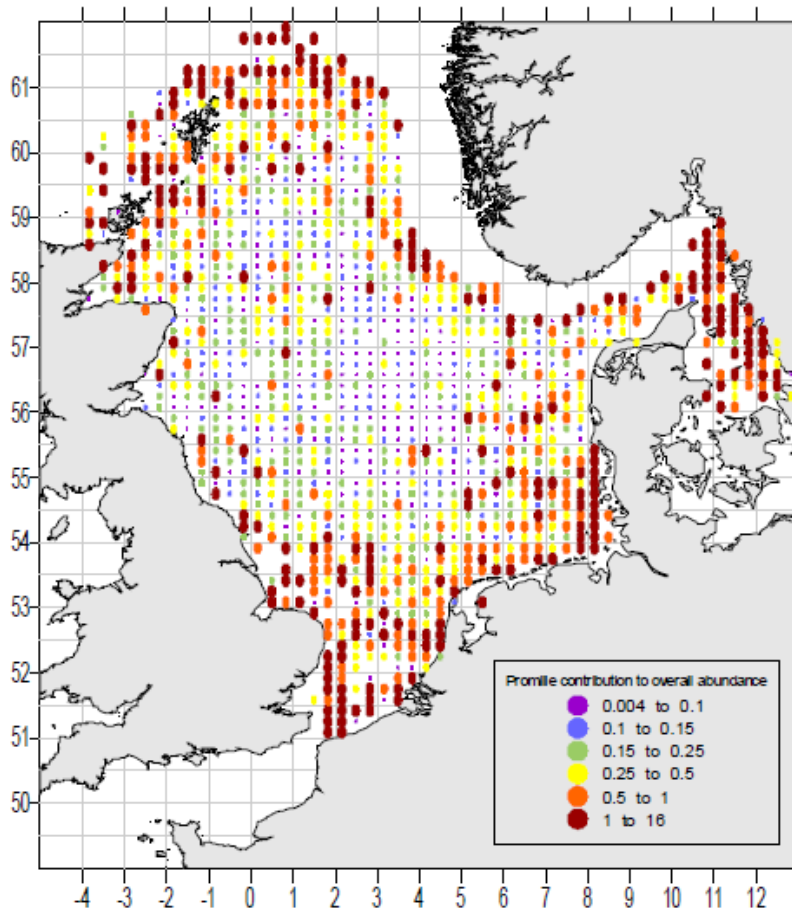 61
60
59
58
57
56
55
54
53
52
51
50
Promille contribution to overall abundance
0.004 to 0.1
0.1 to 0.15
0.15 to 0.25
0.25 to 0.5
0.5 to 1
1 to 16
-4 -3 -2 -1 0 1 2 3 4 5 6 7 8 9 10 11 12